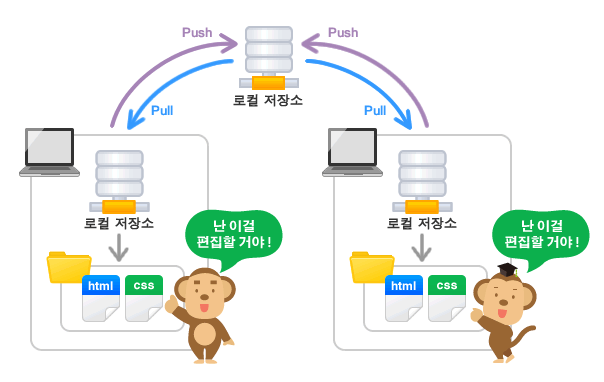 Push
Push
로컬 저장소
Pull
Pull
로컬 저장소
로컬 저장소
난 이걸
편집할 거야 !
난 이걸
편집할 거야 !
html
css
html
css